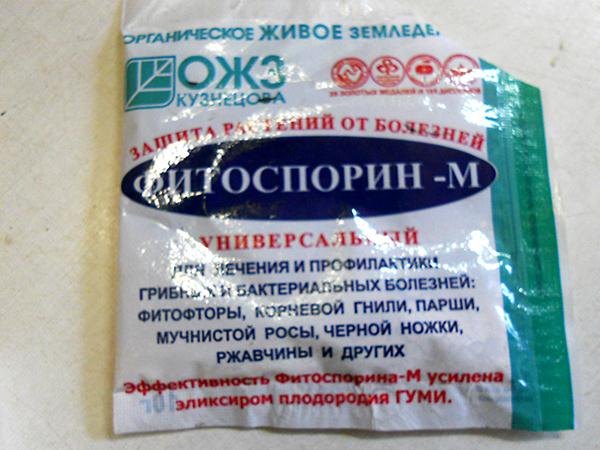 ОРГАНИЧЕСКОЕ ЖИВОЕ ЗЕМЛЕДЕ
ОЖЗ
КУЗНЕЦОВА
ЗАЩИТА РАСТЕНИЙ ОТ БОЛЕЗНЕЙ
ФИТОСПОРИН -М
УНИВЕРСАЛЬНЫЙ
ДЛЯ ЛЕЧЕНИЯ И ПРОФИЛАКТИКИ
ГРИБНЫХ И БАКТЕРИАЛЬНЫХ БОЛЕЗНЕЙ:
ФИТОФТОРЫ, КОРНЕВОЙ ГНИЛИ, ПАРШИ,
МУЧНИСТОЙ РОСЫ, ЧЕРНОЙ НОЖКИ,
РЖАВЧИНЫ И ДРУГИХ
Эффективность Фитоспорина-М усилена
эликсиром плодородия ГУМИ.